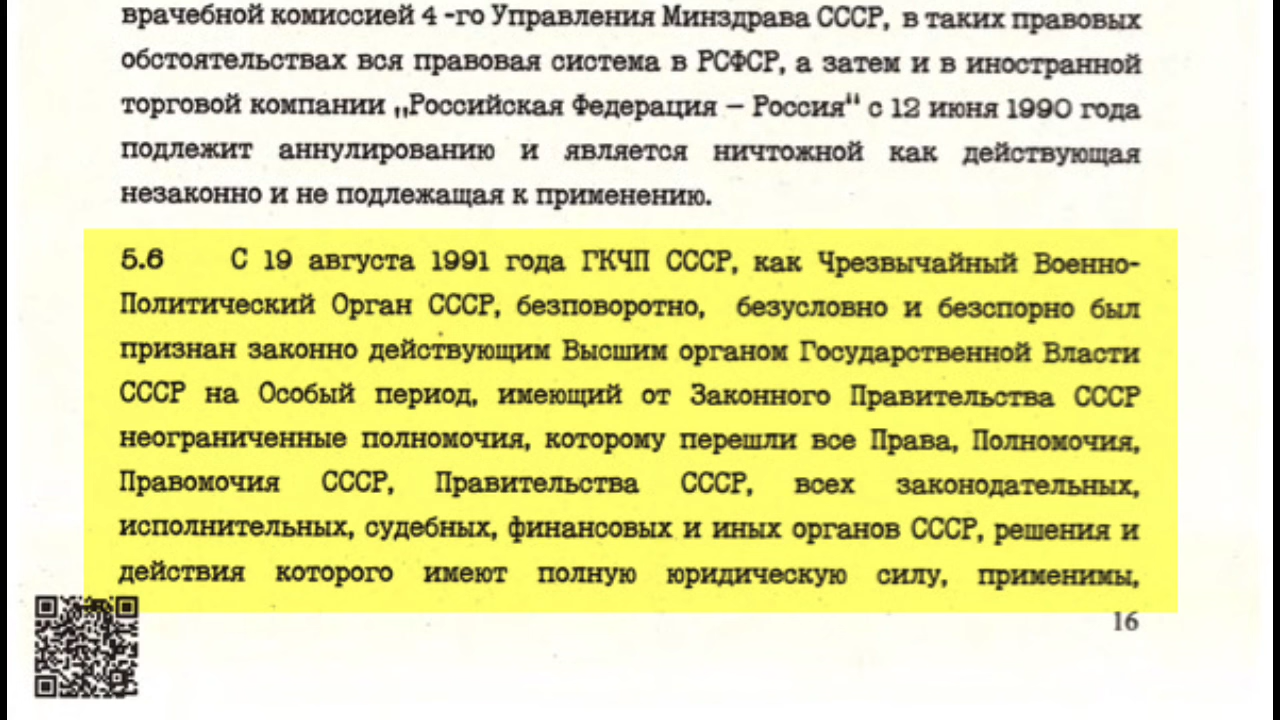 врачебной комиссией 4 -го Управления Минздрава СССР, в таких правовых
обстоятельствах вся правовая система в РСФСР, а затем и в иностранной
торговой компании „Российская Федерация – Россия“ с 12 июня 1990 года
подлежит аннулированию и является ничтожной как действующая
незаконно и не подлежащая к применению.
5.6 С 19 августа 1991 года ГКЧП СССР, как Чрезвычайный Военно-
Политический Орган СССР, безповоротно, безусловно и безспорно был
признан законно действующим Высшим органом Государственной Власти
СССР на Особый период, имеющий от Законного Правительства СССР
неограниченные полномочия, которому перешли все Права, Полномочия,
Правомочия СССР, Правительства СССР, всех законодательных,
исполнительных, судебных, финансовых и иных органов СССР, решения и
действия которого имеют полную юридическую силу, применимы,
16